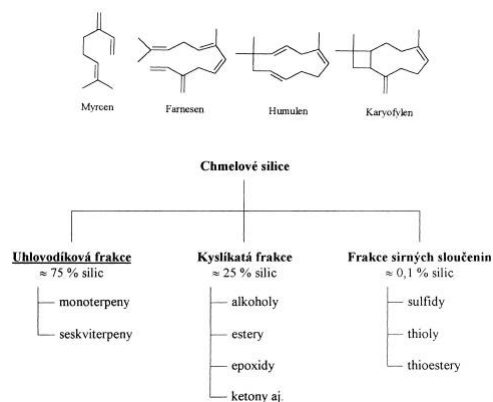 Myrcen Farnesen Humulen Karyofylen
Chmelové silice
Uhlovodíková frakce Kyslíkatá frakce Frakce sirných sloučenin
≈ 75 % silic ≈ 25 % silic ≈ 0,1 % silic
monoterpeny alkoholy sulfidy
seskviterpeny estery thioly
epoxidy thioestery
ketony aj.